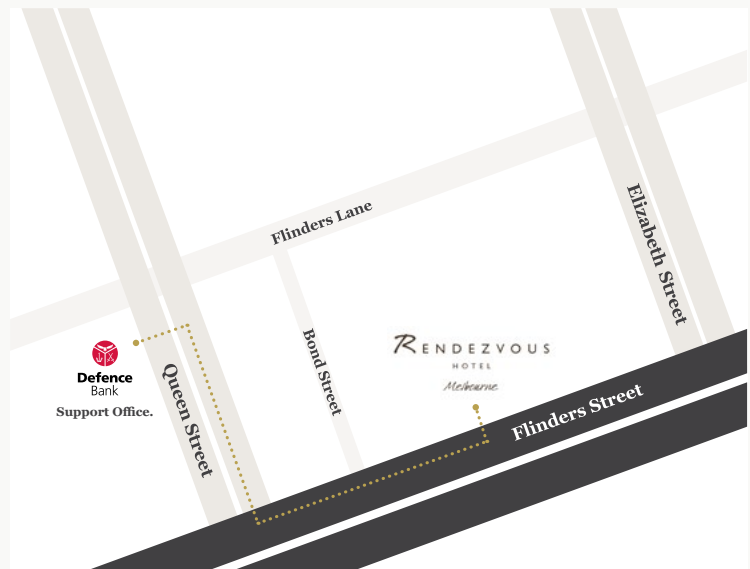 Flinders Lane
Elizabeth Street
Bond Street
RENDEZVOUS
HOTEL
Melbourne
Defence
Bank
Support Office.
Queen Street
Flinders Street